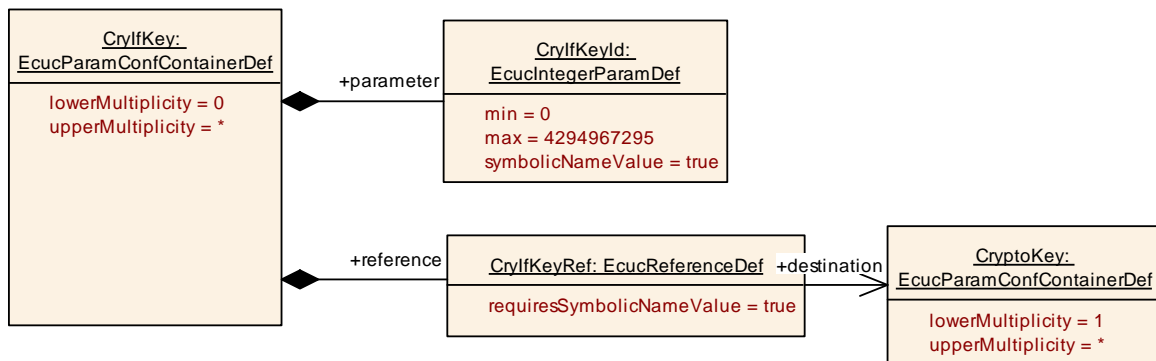 CryIfKey:
EcucParamConfContainerDef
lowerMultiplicity = 0
upperMultiplicity = *
+parameter
CryIfKeyId:
EcucIntegerParamDef
min = 0
max = 4294967295
symbolicNameValue = true
+reference
CryIfKeyRef: EcucReferenceDef
requiresSymbolicNameValue = true
+destination
CryptoKey:
EcucParamConfContainerDef
lowerMultiplicity = 1
upperMultiplicity = *